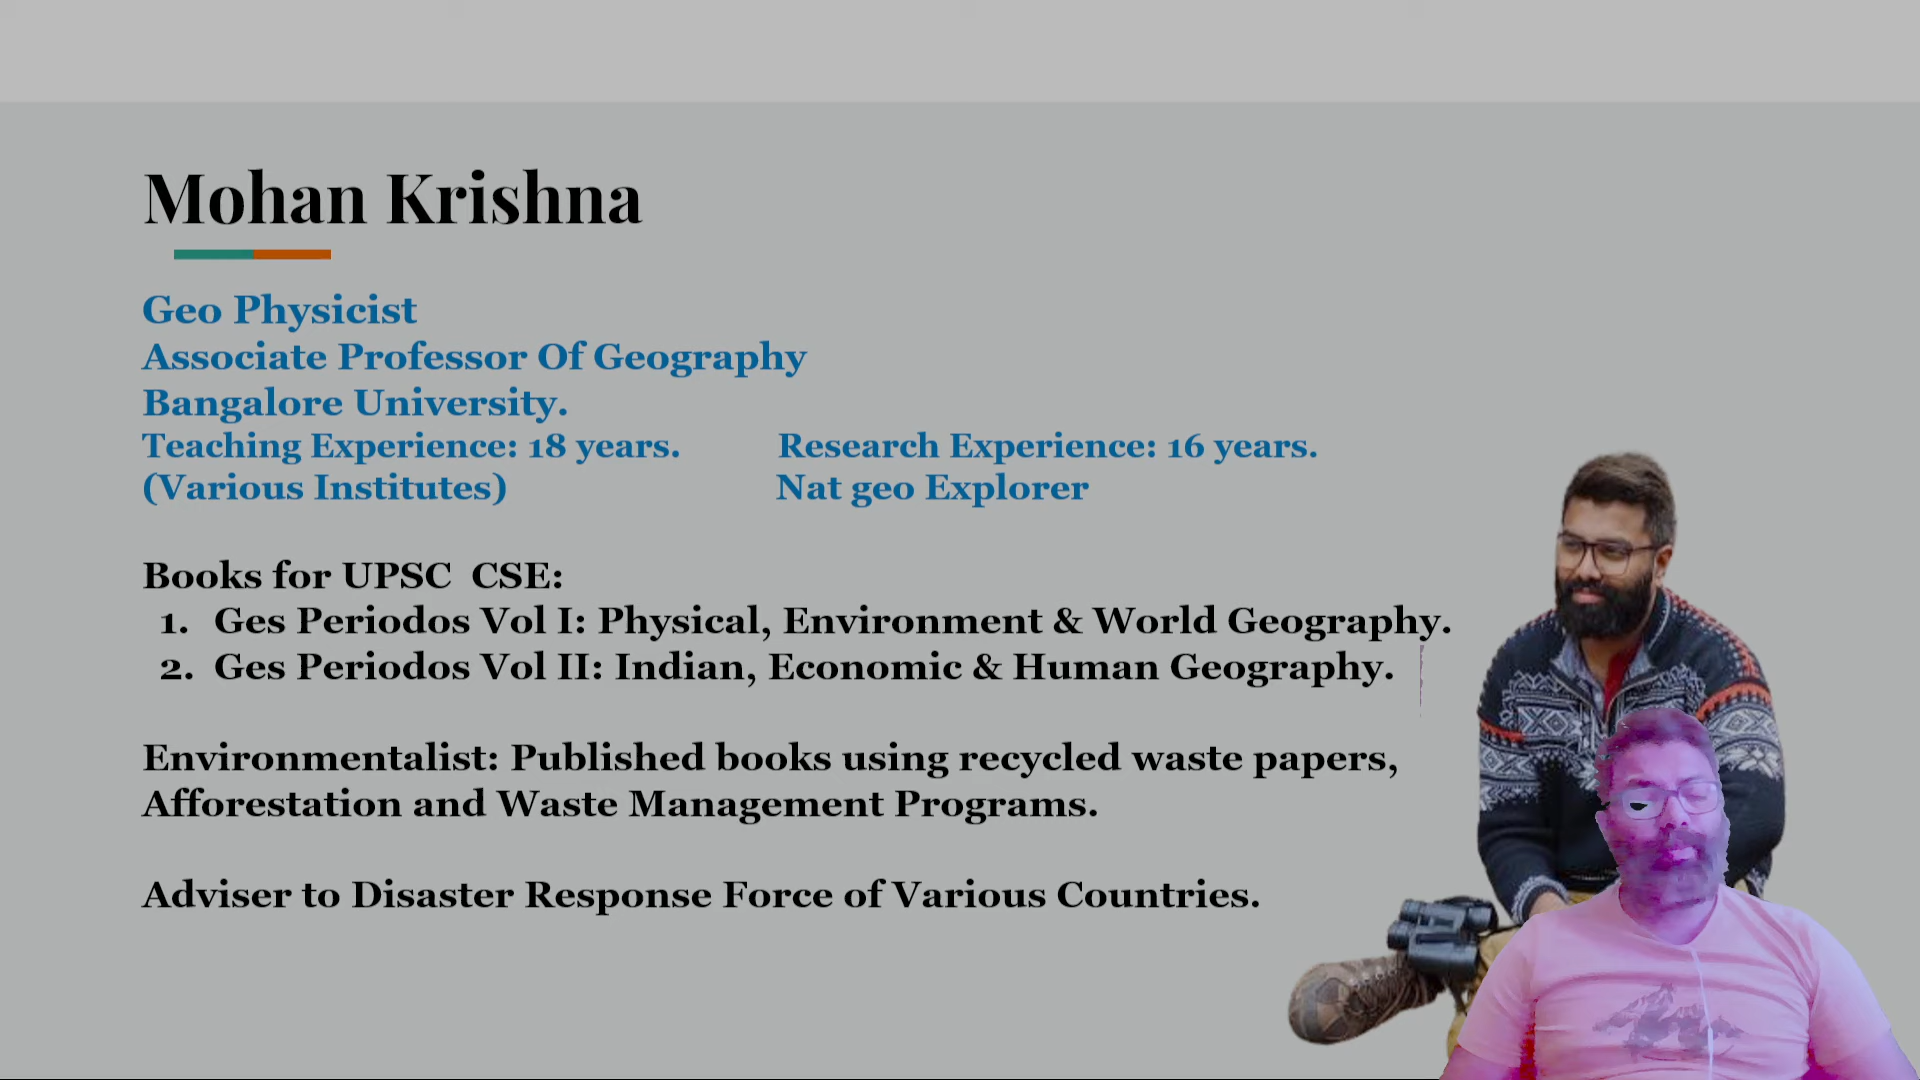 Mohan Krishna
Geo Physicist
Associate Professor Of Geography
Bangalore University.
Teaching Experience: 18 years. Research Experience: 16 years.
(Various Institutes) Nat geo Explorer
Books for UPSC CSE:
1. Ges Periodos Vol I: Physical, Environment & World Geography.
2. Ges Periodos Vol II: Indian, Economic & Human Geography.
Environmentalist: Published books using recycled waste papers,
Afforestation and Waste Management Programs.
Adviser to Disaster Response Force of Various Countries.